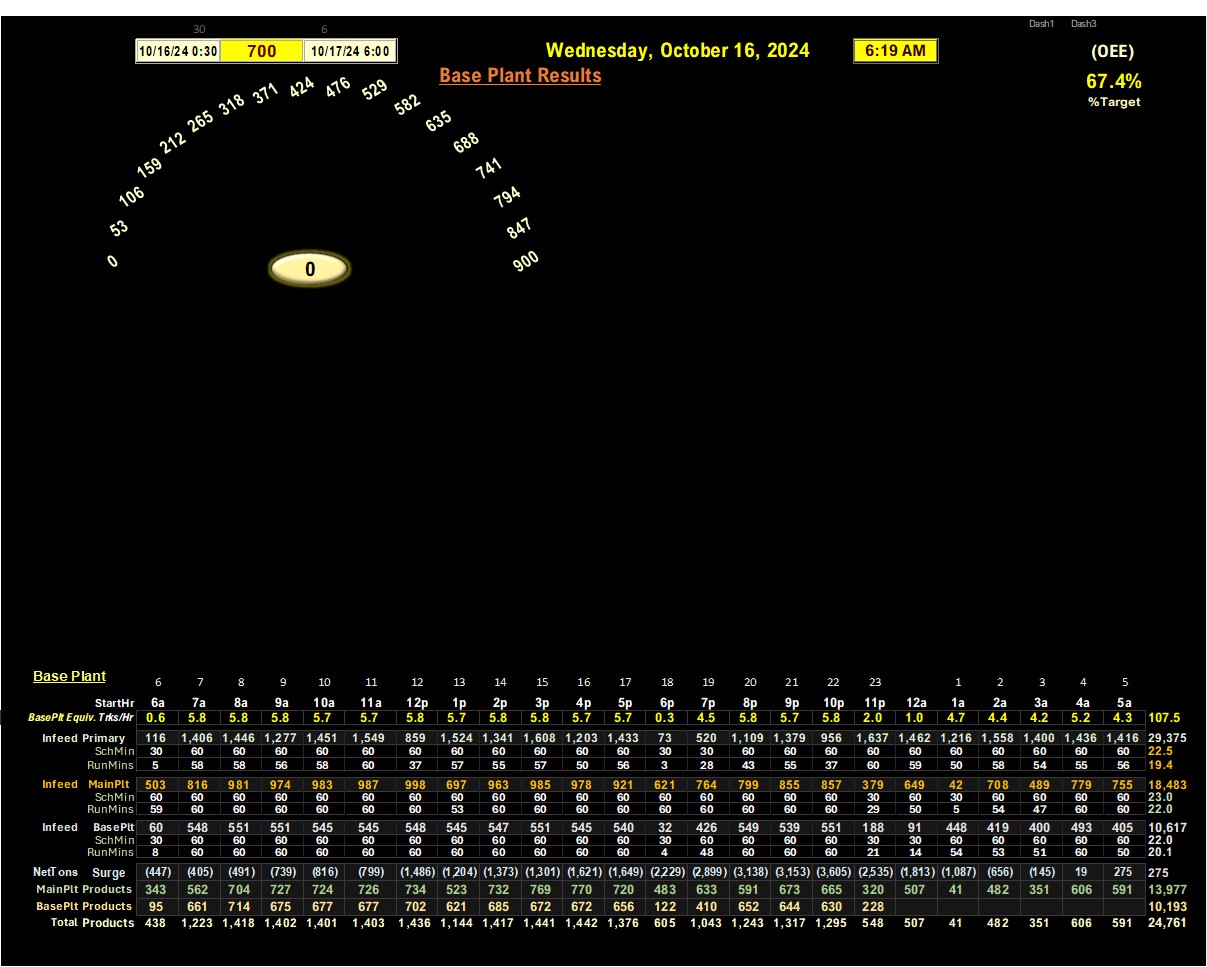 30 6 Dash1 Dash3
10/16/24 0:30 700 10/17/24 6:00 Wednesday, October 16, 2024 6:19 AM (OEE)
Base Plant Results 67.4%
%Target
0 53 106 159 212 265 318 371 424 476 529 582 635 688 741 794 847 900
0
Base Plant 6 7 8 9 10 11 12 13 14 15 16 17 18 19 20 21 22 23 1 2 3 4 5
StartHr 6a 7a 8a 9a 10a 11a 12p 1p 2p 3p 4p 5p 6p 7p 8p 9p 10p 11p 12a 1a 2a 3a 4a 5a
BasePlt Equiv. Trks/Hr 0.6 5.8 5.8 5.8 5.7 5.7 5.8 5.7 5.8 5.8 5.7 5.7 0.3 4.5 5.8 5.7 5.8 2.0 1.0 4.7 4.4 4.2 5.2 4.3 107.5
Infeed Primary 116 1,406 1,446 1,277 1,451 1,549 859 1,524 1,341 1,608 1,203 1,433 73 520 1,109 1,379 956 1,637 1,462 1,216 1,558 1,400 1,436 1,416 29,375
SchMin 30 60 60 60 60 60 60 60 60 60 60 60 30 30 60 60 60 60 60 60 60 60 60 60 22.5
RunMins 5 58 58 56 58 60 37 57 55 57 50 56 3 28 43 55 37 60 59 50 58 54 55 56 19.4
Infeed MainPlt 503 816 981 974 983 987 998 697 963 985 978 921 621 764 799 855 857 379 649 42 708 489 779 755 18,483
SchMin 60 60 60 60 60 60 60 60 60 60 60 60 60 60 60 60 60 30 60 30 60 60 60 60 23.0
RunMins 59 60 60 60 60 60 60 53 60 60 60 60 60 60 60 60 60 29 50 5 54 47 60 60 22.0
Infeed BasePlt 60 548 551 551 545 545 548 545 547 551 545 540 32 426 549 539 551 188 91 448 419 400 493 405 10,617
SchMin 30 60 60 60 60 60 60 60 60 60 60 60 30 60 60 60 60 30 30 60 60 60 60 60 22.0
RunMins 8 60 60 60 60 60 60 60 60 60 60 60 4 48 60 60 60 21 14 54 53 51 60 50 20.1
NetTons Surge (447) (405) (491) (739) (816) (799) (1,486) (1,204) (1,373) (1,301) (1,621) (1,649) (2,229) (2,899) (3,138) (3,153) (3,605) (2,535) (1,813) (1,087) (656) (145) 19 275 275
MainPlt Products 343 562 704 727 724 726 734 523 732 769 770 720 483 633 591 673 665 320 507 41 482 351 606 591 13,977
BasePlt Products 95 661 714 675 677 677 702 621 685 672 672 656 122 410 652 644 630 228 10,193
Total Products 438 1,223 1,418 1,402 1,401 1,403 1,436 1,144 1,417 1,441 1,442 1,376 605 1,043 1,243 1,317 1,295 548 507 41 482 351 606 591 24,761